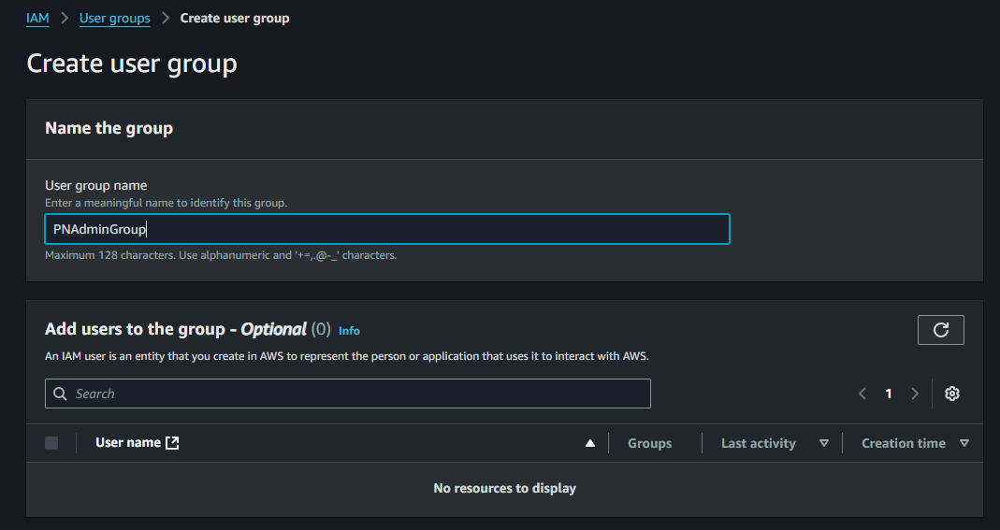 IAM > User groups > Create user group
Create user group
Name the group
User group name
Enter a meaningful name to identify this group.
PNAdminGroup
Maximum 128 characters. Use alphanumeric and '+=,.@-_' characters.
Add users to the group - Optional (0) Info
An IAM user is an entity that you create in AWS to represent the person or application that uses it to interact with AWS.
Search
1
User name Groups Last activity Creation time
No resources to display